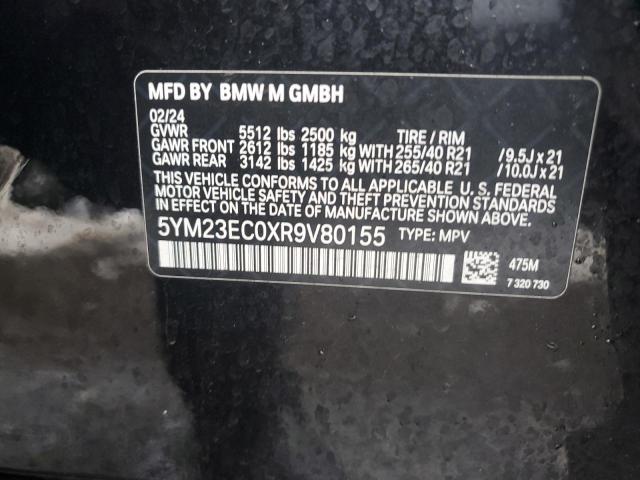 MFD BY BMW M GMBH
02/24
GVWR 5512 lbs 2500 kg TIRE / RIM
GAWR FRONT 2612 lbs 1185 kg WITH 255/40 R21 / 9.5J x 21
GAWR REAR 3142 lbs 1425 kg WITH 265/40 R21 / 10.0J x 21
THIS VEHICLE CONFORMS TO ALL APPLICABLE U. S. FEDERAL
MOTOR VEHICLE SAFETY, BUMPER, AND THEFT PREVENTION
STANDARDS IN EFFECT ON THE DATE OF MANUFACTURE SHOWN
ABOVE.
5YM23EC0XR9V80155 TYPE: MPV
475M
7 320 730